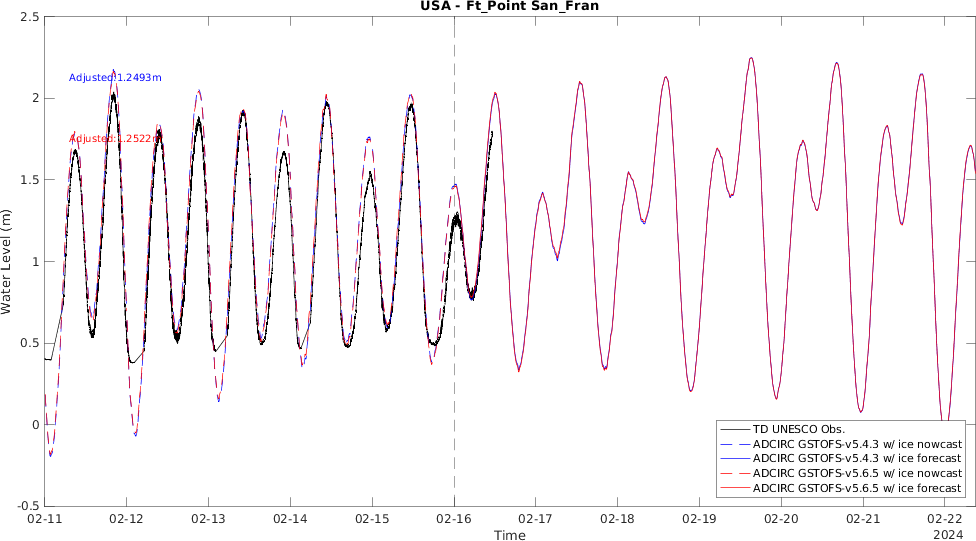 USA - Ft_Point San_Fran
2.5
2
1.5
1
0.5
0
-0.5
Water Level (m)
Adjusted:1.2493m
Adjusted:1.2522m
TD UNESCO Obs.
ADCIRC GSTOFS-v5.4.3 w/ ice nowcast
ADCIRC GSTOFS-v5.4.3 w/ ice forecast
ADCIRC GSTOFS-v5.6.5 w/ ice nowcast
ADCIRC GSTOFS-v5.6.5 w/ ice forecast
02-11 02-12 02-13 02-14 02-15 02-16 02-17 02-18 02-19 02-20 02-21 02-22
2024
Time